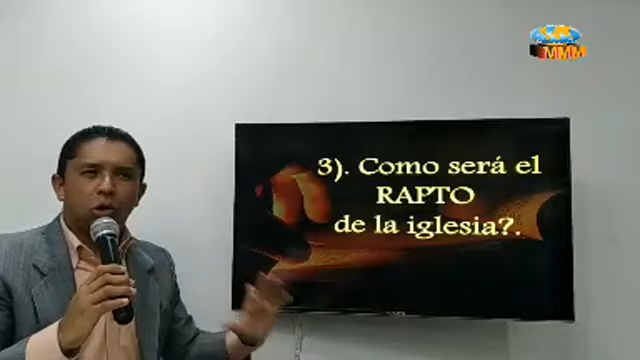 MMM
3). Como será el
RAPTO
de la iglesia?.